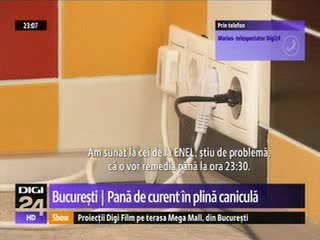 23:07
Prin telefon
Marius- telespectator Digi24
Am sunat la cei de la ENEL, știu de problemă,
că o vor remedia până la ora 23:30.
DIGI
24
HD
București | Pană de curent în plină caniculă
Show
Proiecții Digi Film pe terasa Mega Mall, din București